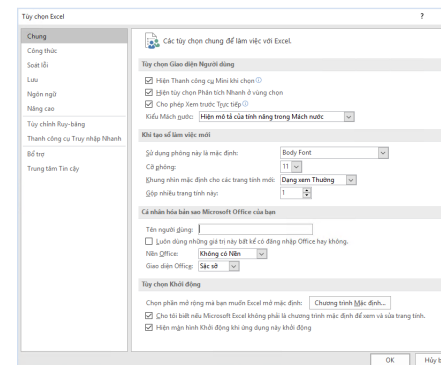 Tùy chọn Excel
?
Chung
Công thức
Soát lỗi
Lưu
Ngôn ngữ
Nâng cao
Tùy chỉnh Ruy-băng
Thanh công cụ Truy nhập Nhanh
Bổ trợ
Trung tâm Tin cậy
Các tùy chọn chung để làm việc với Excel.
Tùy chọn Giao diện Người dùng
Hiện Thanh công cụ Mini khi chọn
Hiện tùy chọn Phân tích Nhanh ở vùng chọn
Cho phép Xem trước Trực tiếp
Kiểu Mách nước: Hiện mô tả của tính năng trong Mách nước
Khi tạo sổ làm việc mới
Sử dụng phông này là mặc định: Body Font
Cỡ phông: 11
Khung nhìn mặc định cho các trang tính mới: Dạng xem Thường
Gộp nhiều trang tính này: 1
Cá nhân hóa bản sao Microsoft Office của bạn
Tên người dùng:
Luôn dùng những giá trị này bất kể có đăng nhập Office hay không.
Nền Office: Không có Nền
Giao diện Office: Sặc sỡ
Tùy chọn Khởi động
Chọn phần mở rộng mà bạn muốn Excel mở mặc định: Chương trình Mặc định...
Cho tôi biết nếu Microsoft Excel không phải là chương trình mặc định để xem và sửa trang tính.
Hiện màn hình Khởi động khi ứng dụng này khởi động
OK
Hủy b